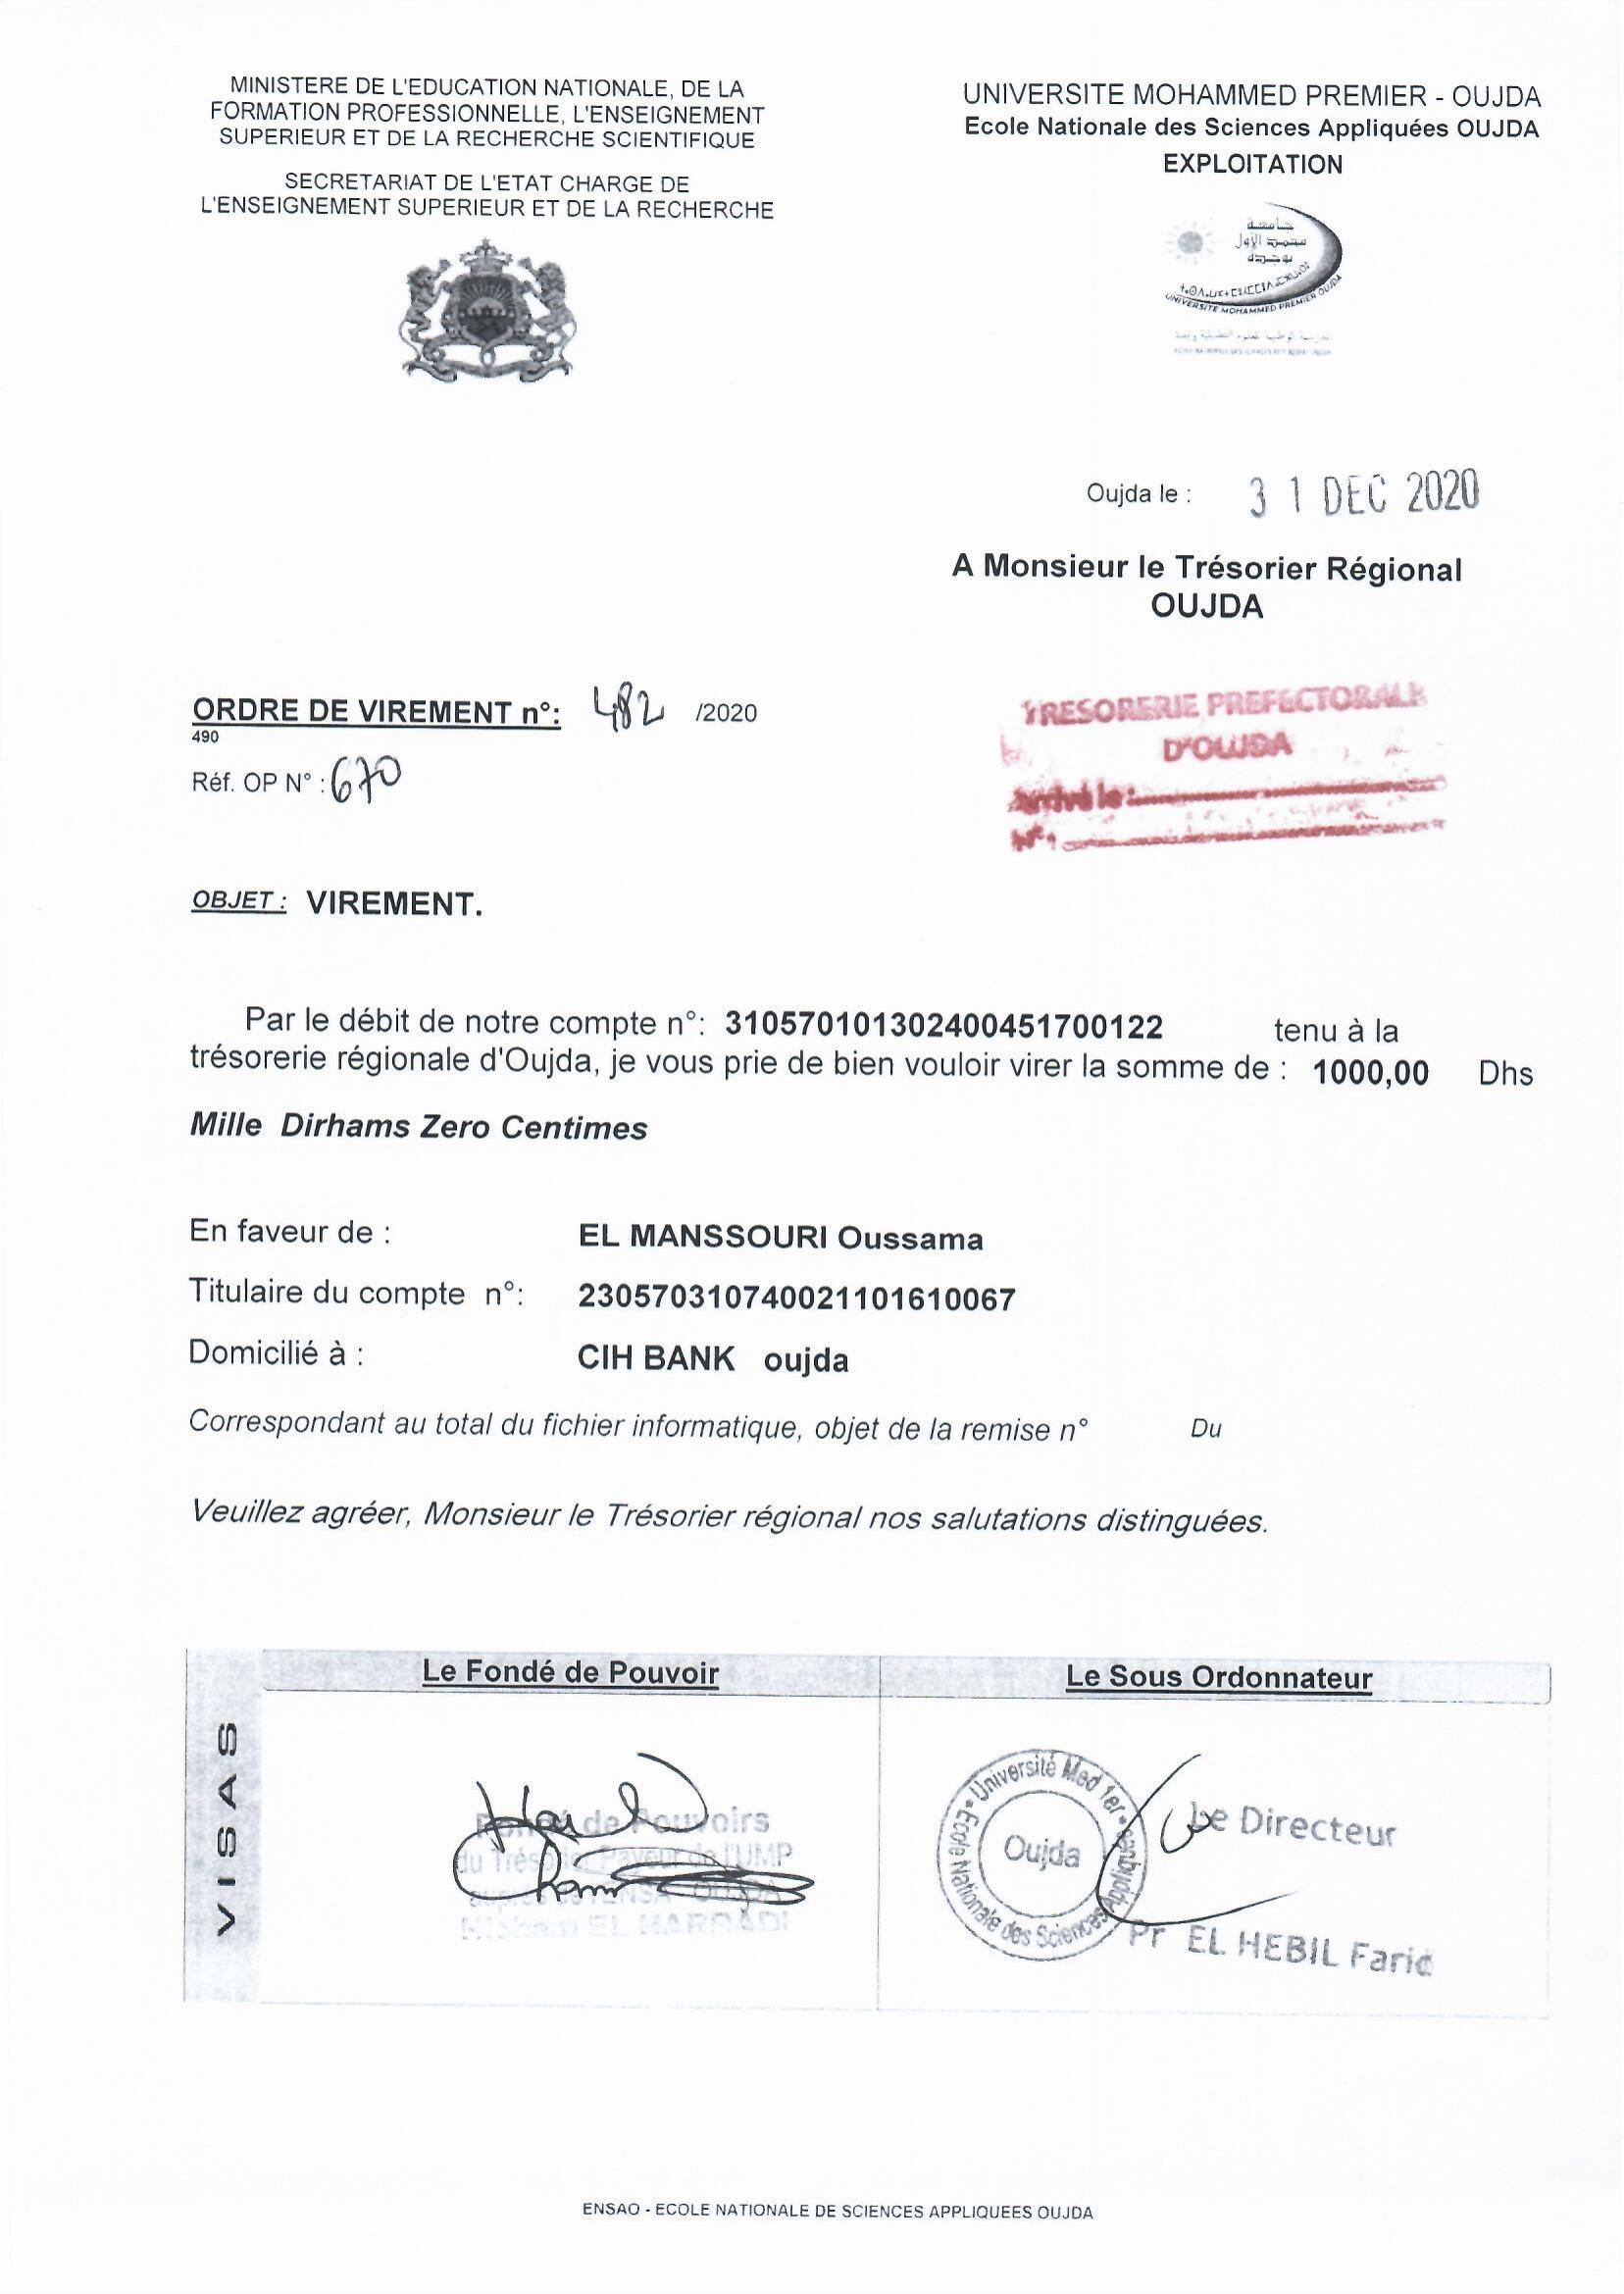 MINISTERE DE L'EDUCATION NATIONALE, DE LA
FORMATION PROFESSIONNELLE, L'ENSEIGNEMENT
SUPERIEUR ET DE LA RECHERCHE SCIENTIFIQUE
SECRETARIAT DE L'ETAT CHARGE DE
L'ENSEIGNEMENT SUPERIEUR ET DE LA RECHERCHE
UNIVERSITE MOHAMMED PREMIER - OUJDA
Ecole Nationale des Sciences Appliquées OUJDA
EXPLOITATION
جامعة
محمد الأول
بوجدة
UNIVERSITE MOHAMMED PREMIER OUJDA
Oujda le : 31 DEC 2020
A Monsieur le Trésorier Régional
OUJDA
ORDRE DE VIREMENT n°: 482 /2020
490
Réf. OP N° : 670
TRESORERIE PREFECTORALE
D'OUJDA
Arrivé le :
N° :
OBJET : VIREMENT.
Par le débit de notre compte n°: 310570101302400451700122 tenu à la
trésorerie régionale d'Oujda, je vous prie de bien vouloir virer la somme de : 1000,00 Dhs
Mille Dirhams Zero Centimes
En faveur de : EL MANSSOURI Oussama
Titulaire du compte n°: 230570310740021101610067
Domicilié à : CIH BANK oujda
Correspondant au total du fichier informatique, objet de la remise n° Du
Veuillez agréer, Monsieur le Trésorier régional nos salutations distinguées.
VISAS
Le Fondé de Pouvoir
Le Sous Ordonnateur
Fondé de Pouvoirs
du Trésorier Payeur de l'UMP
auprès de l'ENSA - OUJDA
Hicham EL HARRADI
Université Med 1er
Ecole Nationale des Sciences Appliquées
Oujda
Le Directeur
Pr EL HEBIL Farid
ENSAO - ECOLE NATIONALE DE SCIENCES APPLIQUEES OUJDA